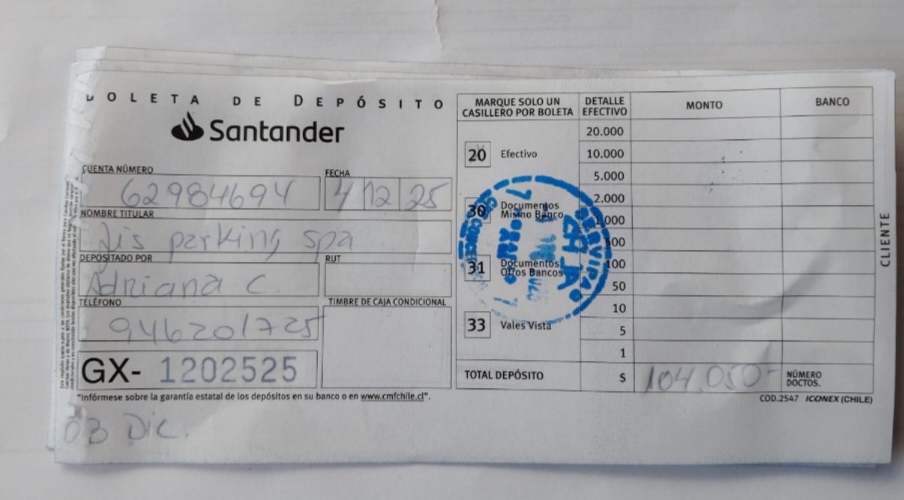 BOLETA DE DEPÓSITO
Santander
CUENTA NÚMERO
62984694
FECHA
4 12 25
NOMBRE TITULAR
Jis parking spa
DEPOSITADO POR
RUT
Adriana C
TELÉFONO
TIMBRE DE CAJA CONDICIONAL
946201725
GX- 1202525
"Infórmese sobre la garantía estatal de los depósitos en su banco o en www.cmfchile.cl".
03 Dic.
MARQUE SOLO UN
CASILLERO POR BOLETA
20 Efectivo
30 Documentos
Mismo Banco
31 Documentos
Otros Bancos
33 Vales Vista
TOTAL DEPÓSITO $ 104.050-
DETALLE
EFECTIVO
MONTO
BANCO
20.000
10.000
5.000
2.000
1.000
500
100
50
10
5
1
NÚMERO
DOCTOS.
COD.2547 ICONEX (CHILE)
CLIENTE